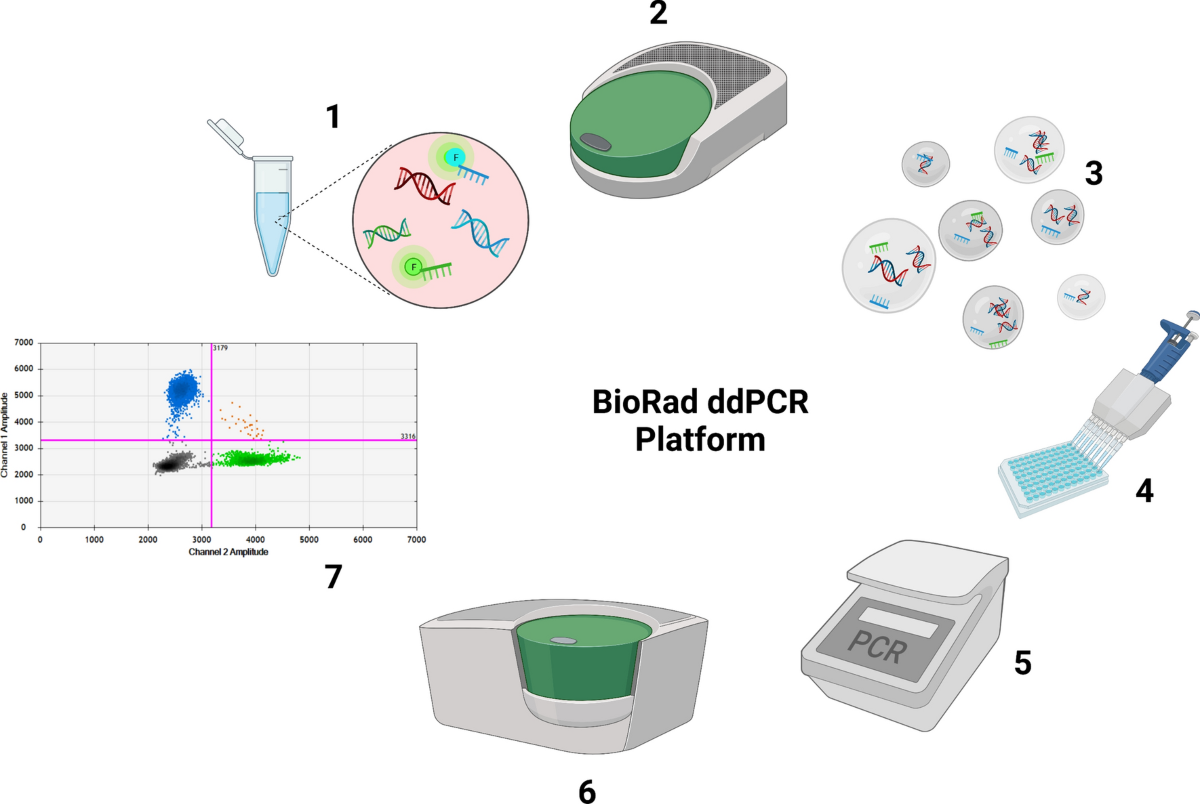 2
1
F
F
3
BioRad ddPCR
Platform
4
PCR
5
6
7
Channel 1 Amplitude
7000
6000
5000
4000
3000
2000
1000
0
3179
3316
0 1000 2000 3000 4000 5000 6000 7000
Channel 2 Amplitude